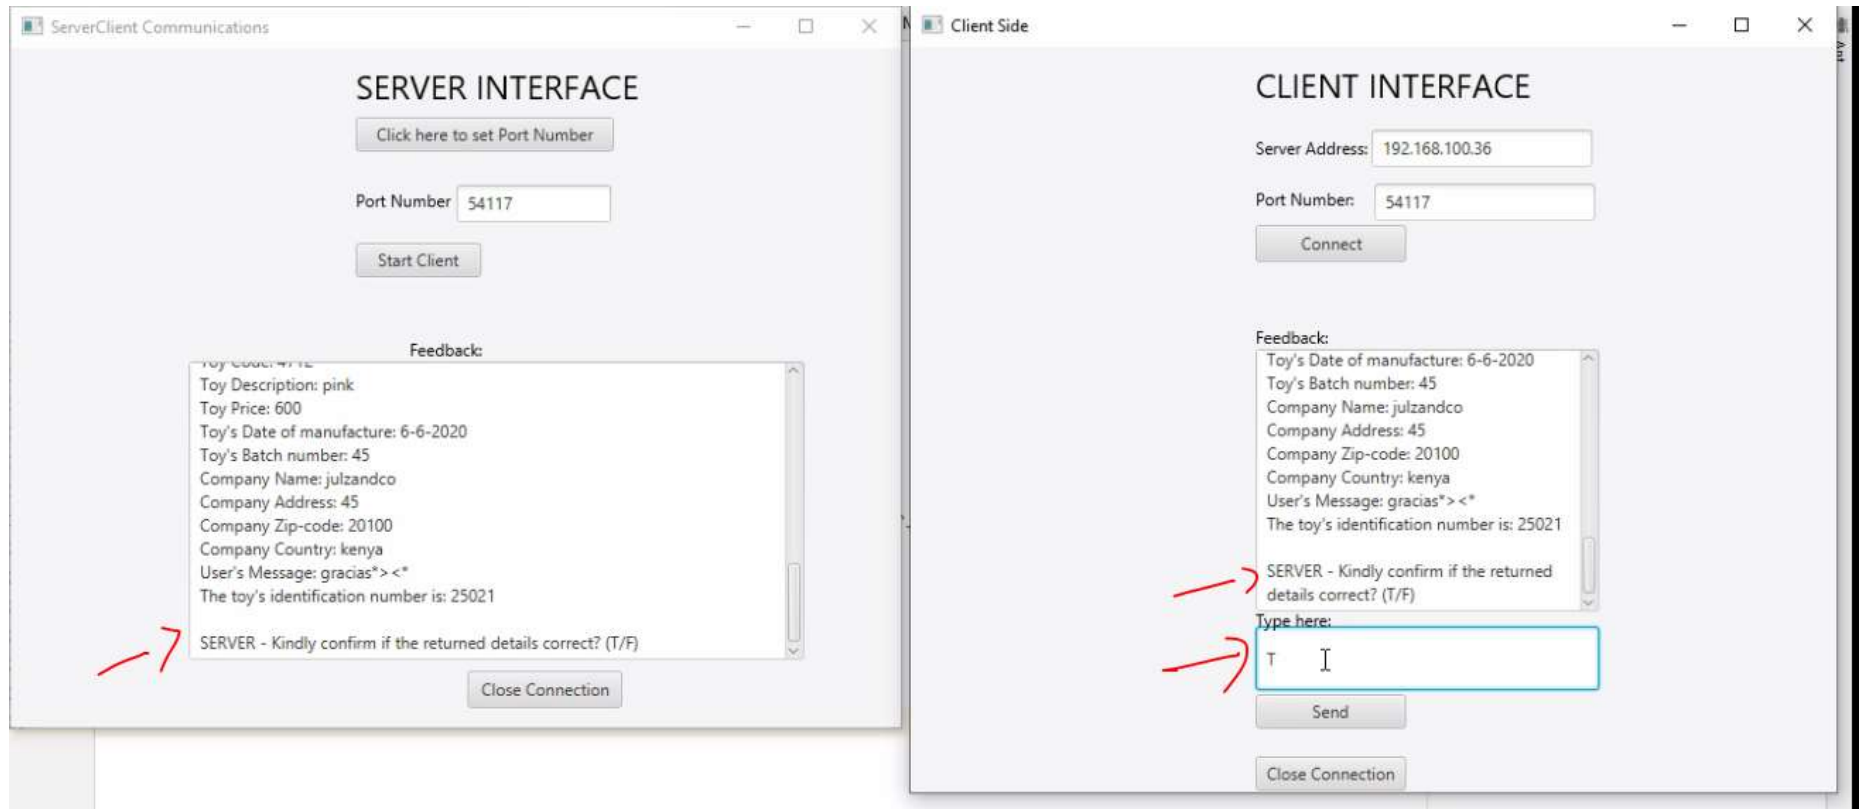 ServerClient Communications
SERVER INTERFACE
Click here to set Port Number
Port Number 54117
Start Client
Feedback:
Toy Code: 4712
Toy Description: pink
Toy Price: 600
Toy's Date of manufacture: 6-6-2020
Toy's Batch number: 45
Company Name: julzandco
Company Address: 45
Company Zip-code: 20100
Company Country: kenya
User's Message: gracias*><*
The toy's identification number is: 25021
SERVER - Kindly confirm if the returned details correct? (T/F)
Close Connection
Client Side
CLIENT INTERFACE
Server Address: 192.168.100.36
Port Number: 54117
Connect
Feedback:
Toy's Date of manufacture: 6-6-2020
Toy's Batch number: 45
Company Name: julzandco
Company Address: 45
Company Zip-code: 20100
Company Country: kenya
User's Message: gracias*><*
The toy's identification number is: 25021
SERVER - Kindly confirm if the returned
details correct? (T/F)
Type here:
T
Send
Close Connection